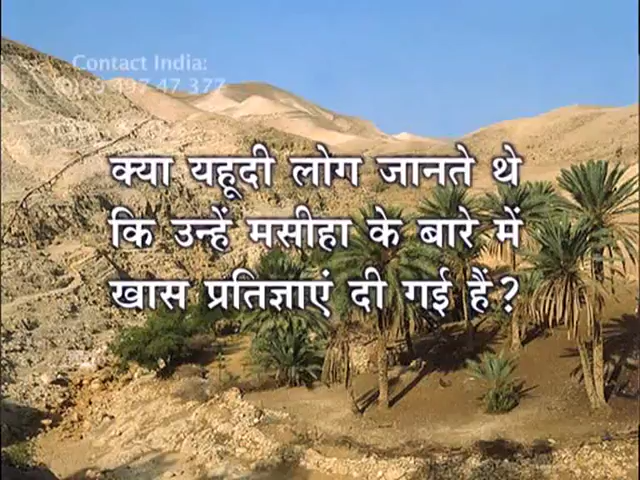 Contact India:
क्या यहूदी लोग जानते थे
कि उन्हें मसीहा के बारे में
खास प्रतिज्ञाएं दी गई हैं?